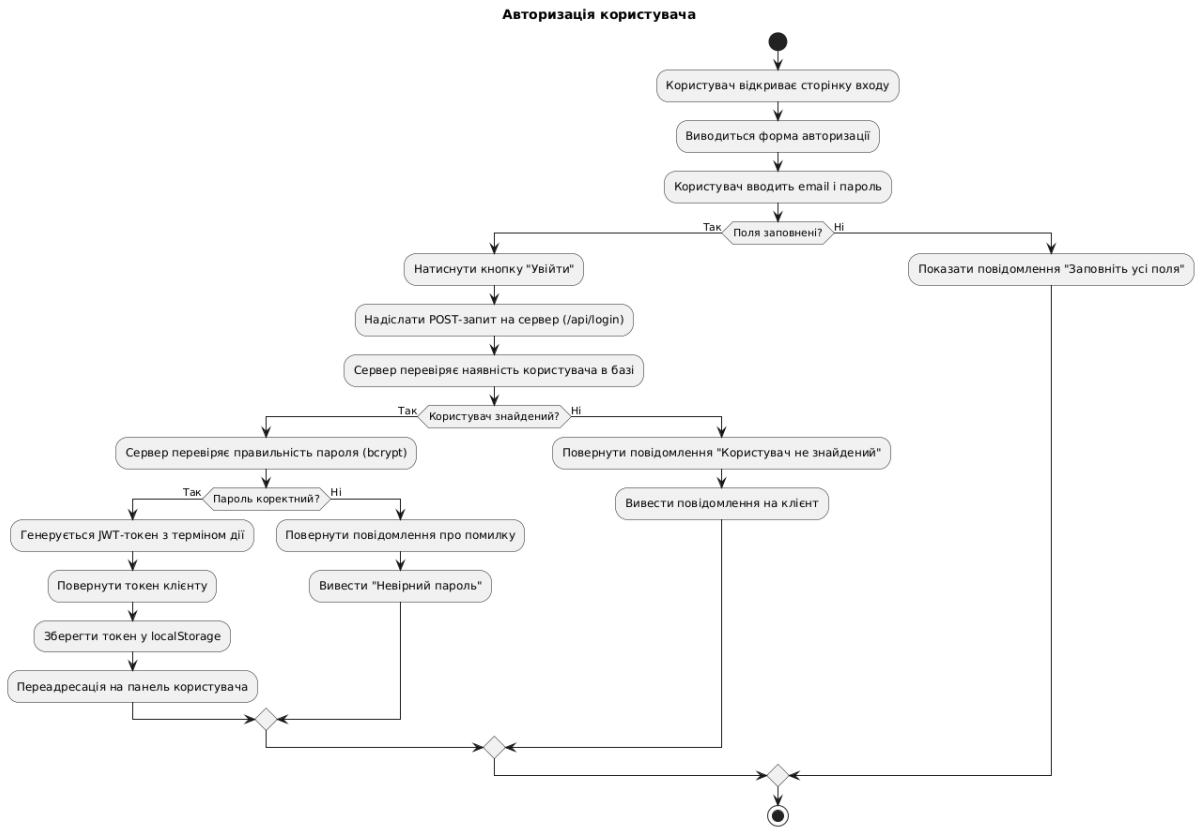 Авторизація користувача
Користувач відкриває сторінку входу
Виводиться форма авторизації
Користувач вводить email і пароль
Так
Поля заповнені?
Ні
Натиснути кнопку "Увійти"
Показати повідомлення "Заповніть усі поля"
Надіслати POST-запит на сервер (/api/login)
Сервер перевіряє наявність користувача в базі
Так
Користувач знайдений?
Ні
Сервер перевіряє правильність пароля (bcrypt)
Повернути повідомлення "Користувач не знайдений"
Так
Пароль коректний?
Ні
Вивести повідомлення на клієнт
Генерується JWT-токен з терміном дії
Повернути повідомлення про помилку
Повернути токен клієнту
Вивести "Невірний пароль"
Зберегти токен у localStorage
Переадресація на панель користувача